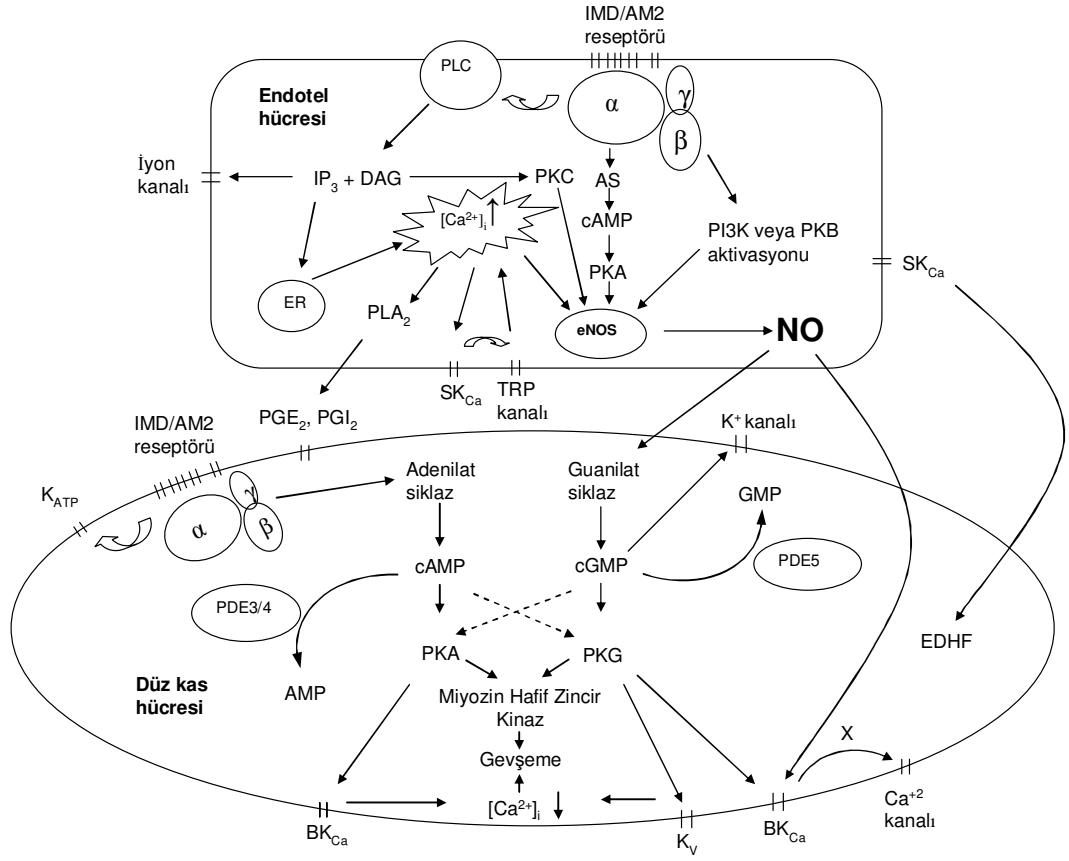 IMD/AM2
reseptörü
PLC
Endotel
hücresi
α
γ
β
İyon
kanalı
IP3 + DAG
PKC
AS
[Ca2+]i
cAMP
PI3K veya PKB
aktivasyonu
SKCa
ER
PKA
PLA2
eNOS
NO
SKCa
TRP
kanalı
PGE2, PGI2
IMD/AM2
reseptörü
K+ kanalı
KATP
Adenilat
siklaz
Guanilat
siklaz
GMP
γ
α
β
cAMP
cGMP
PDE5
PDE3/4
EDHF
PKA
PKG
AMP
Düz kas
hücresi
Miyozin Hafif Zincir
Kinaz
X
Gevşeme
[Ca2+]i
Ca+2
kanalı
BKCa
KV
BKCa